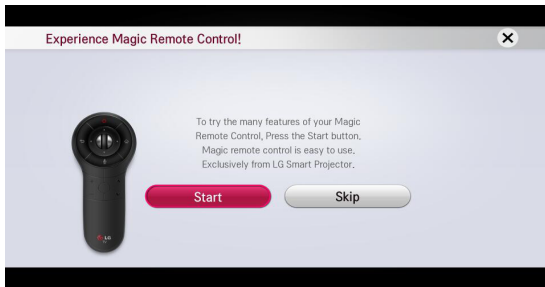 Experience Magic Remote Control!
To try the many features of your Magic
Remote Control, Press the Start button.
Magic remote control is easy to use.
Exclusively from LG Smart Projector.
Start
Skip
LG